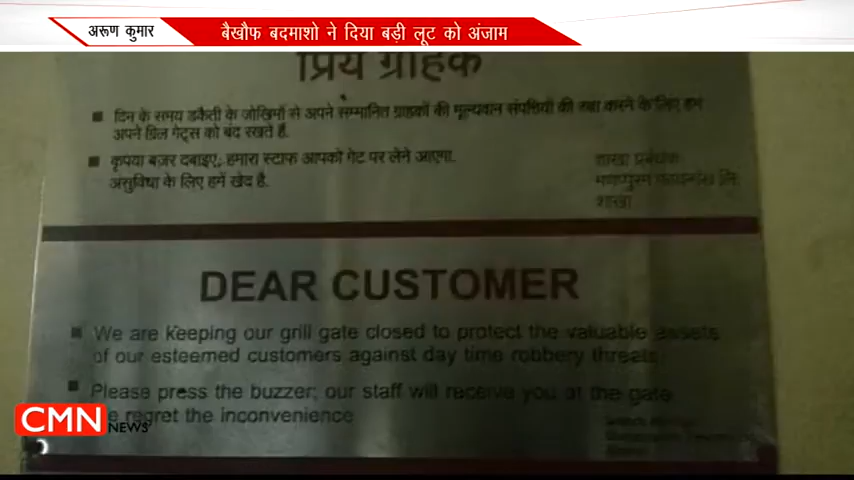 अरूण कुमार
बैखौफ बदमाशो ने दिया बड़ी लूट को अंजाम
प्रिय ग्राहक
दिन के समय डकैती के जोखिमों से अपने सम्मानित ग्राहकों की मूल्यवान संपत्तियों की रक्षा करने के लिए हम
अपने ग्रिल गेट्स को बंद रखते हैं.
कृपया बज़र दबाइए, हमारा स्टाफ आपको गेट पर लेने आएगा.
असुविधा के लिए हमें खेद है.
शाखा प्रबंधक
शाखा
DEAR CUSTOMER
We are keeping our grill gate closed to protect the valuable assets
of our esteemed customers against day time robbery threats
Please press the buzzer; our staff will receive you at the gate
regret the inconvenience
CMN
NEWS